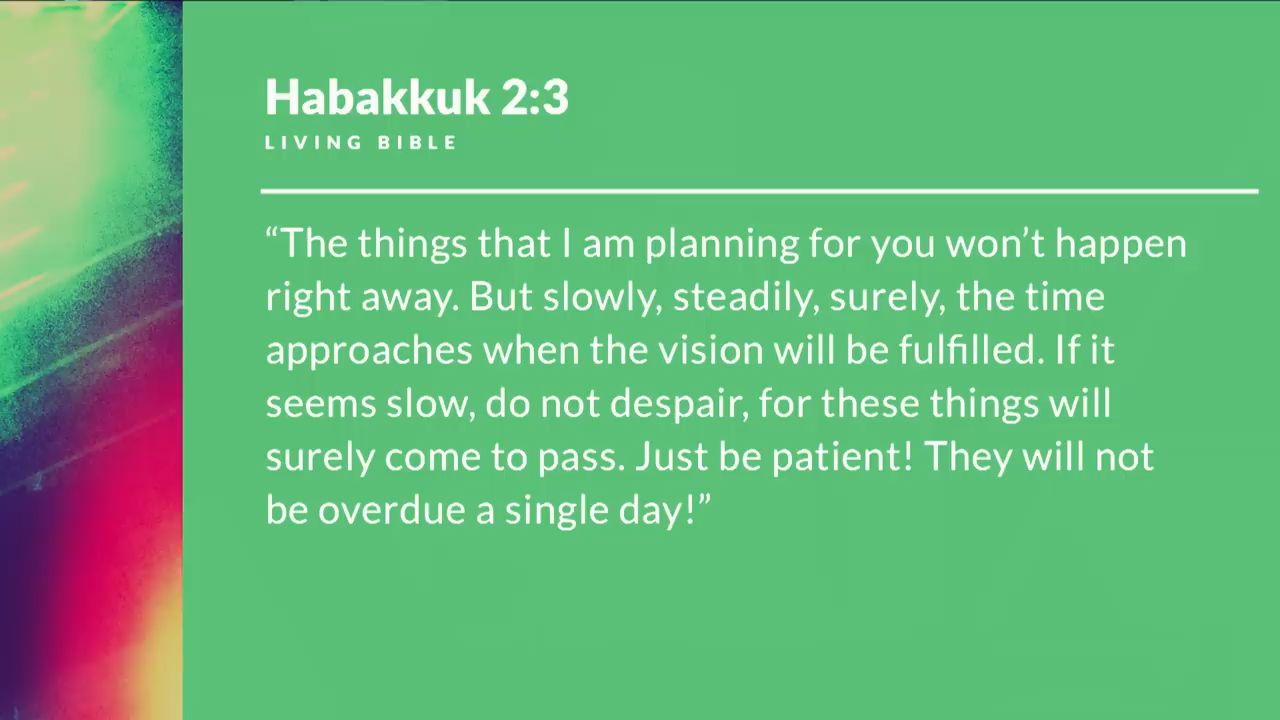 Habakkuk 2:3
LIVING BIBLE
“The things that I am planning for you won’t happen
right away. But slowly, steadily, surely, the time
approaches when the vision will be fulfilled. If it
seems slow, do not despair, for these things will
surely come to pass. Just be patient! They will not
be overdue a single day!”